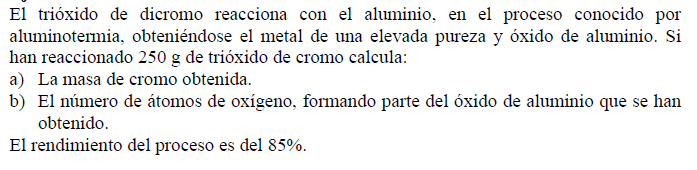 El trióxido de dicromo reacciona con el aluminio, en el proceso conocido por
aluminotermia, obteniéndose el metal de una elevada pureza y óxido de aluminio. Si
han reaccionado 250 g de trióxido de cromo calcula:
a) La masa de cromo obtenida.
b) El número de átomos de oxígeno, formando parte del óxido de aluminio que se han
obtenido.
El rendimiento del proceso es del 85%.